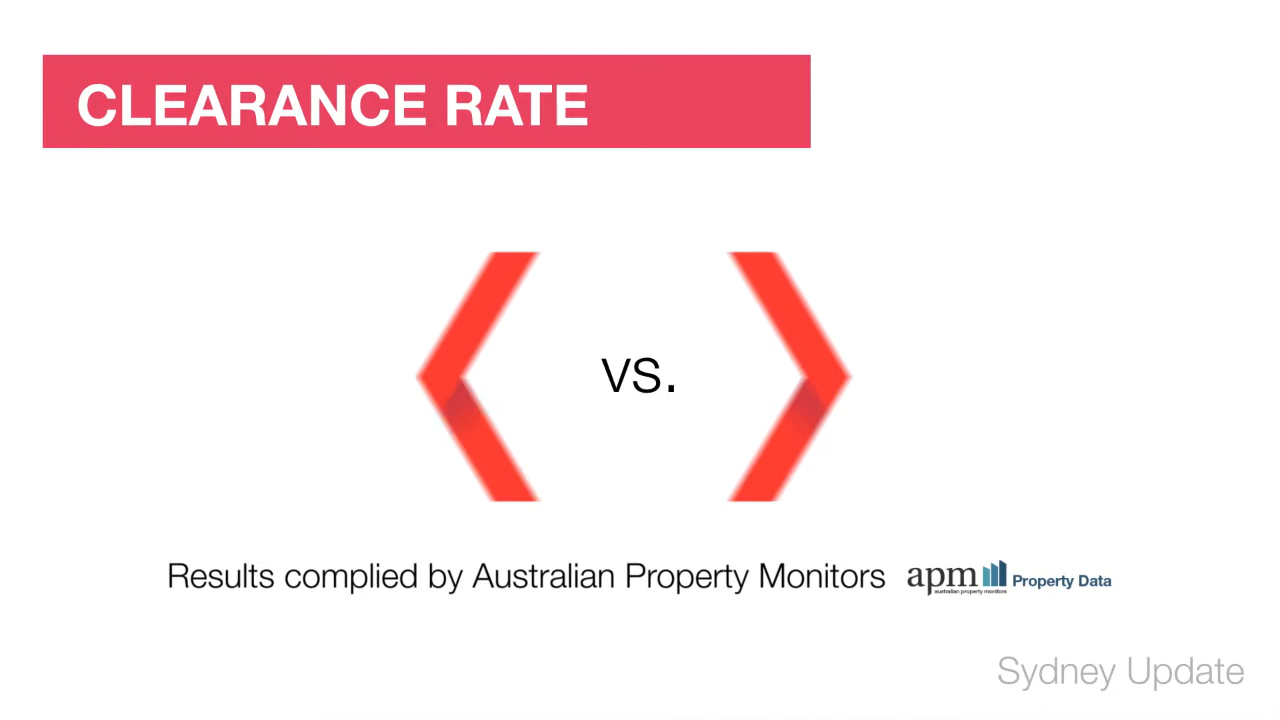 CLEARANCE RATE
vs.
Results complied by Australian Property Monitors
apm Property Data
australian property monitors
Sydney Update